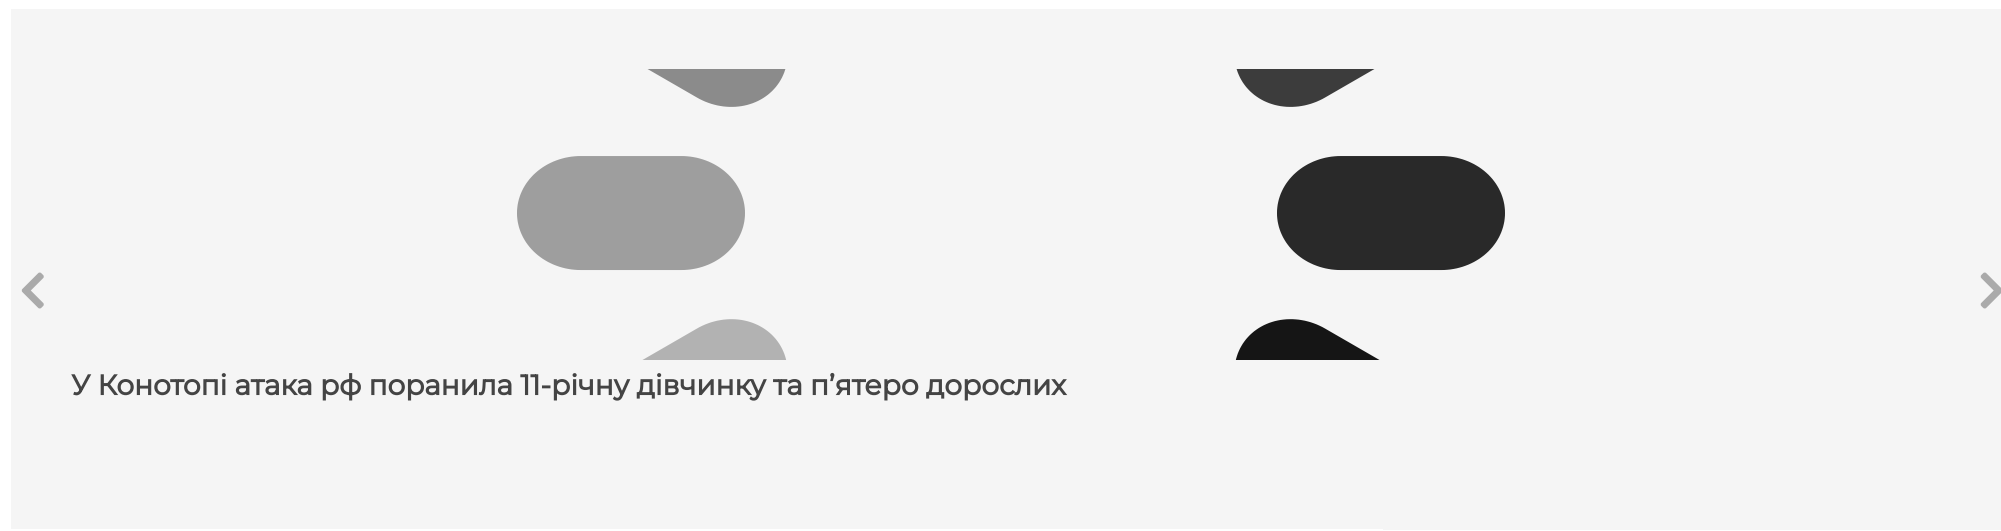 У Конотопі атака рф поранила 11-річну дівчинку та п’ятеро дорослих